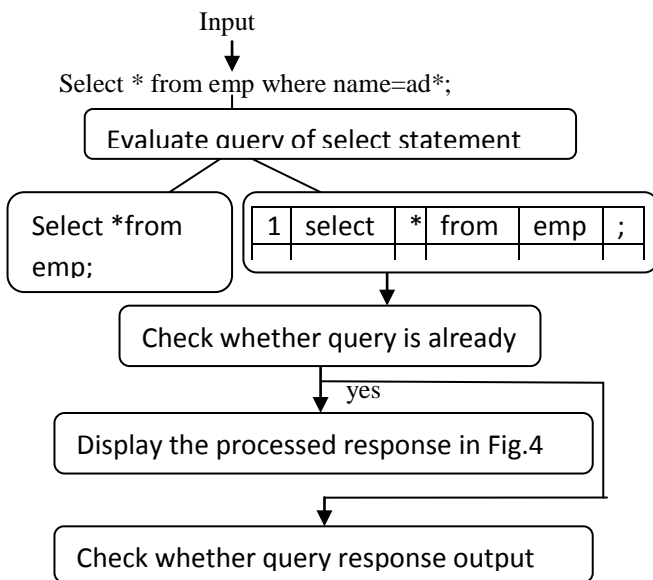 Input
Select * from emp where name=ad*;
Evaluate query of select statement
Select *from
emp;
1 select * from emp ;
Check whether query is already
yes
Display the processed response in Fig.4
Check whether query response output